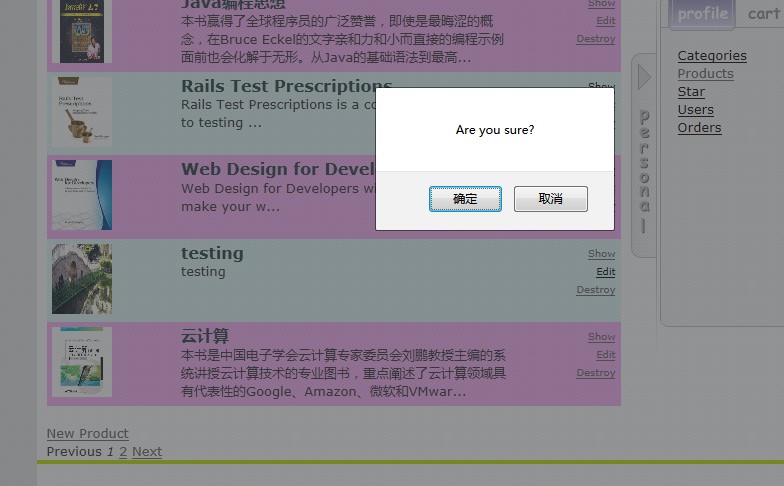 Java编程思想
本书赢得了全球程序员的广泛赞誉，即使是最晦涩的概
念，在Bruce Eckel的文字亲和力和小而直接的编程示例
面前也会化解于无形。从Java的基础语法到最高...
Show
Edit
Destroy
Rails Test Prescriptions
Rails Test Prescriptions is a co
to testing ...
Show
Web Design for Devel
Web Design for Developers wi
make your w...
testing
testing
Show
Edit
Destroy
云计算
本书是中国电子学会云计算专家委员会刘鹏教授主编的系
统讲授云计算技术的专业图书，重点阐述了云计算领域具
有代表性的Google、Amazon、微软和VMwar...
Show
Edit
Destroy
New Product
Previous 1 2 Next
Are you sure?
确定
取消
personal
profile
cart
Categories
Products
Star
Users
Orders